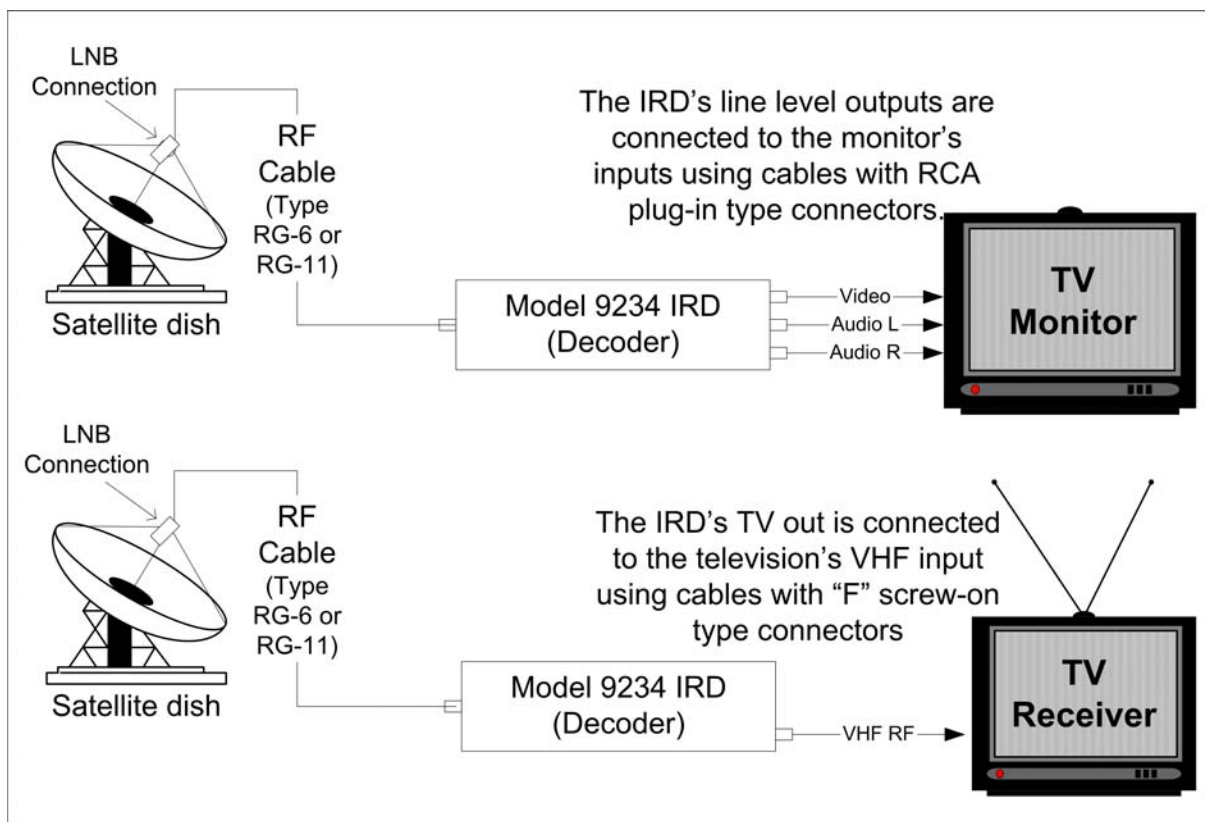 LNB
Connection
RF
Cable
(Type
RG-6 or
RG-11)
Satellite dish
The IRD's line level outputs are
connected to the monitor's
inputs using cables with RCA
plug-in type connectors.
Model 9234 IRD
(Decoder)
Video
Audio L
Audio R
TV
Monitor
LNB
Connection
RF
Cable
(Type
RG-6 or
RG-11)
Satellite dish
The IRD's TV out is connected
to the television's VHF input
using cables with “F” screw-on
type connectors
Model 9234 IRD
(Decoder)
VHF RF
TV
Receiver